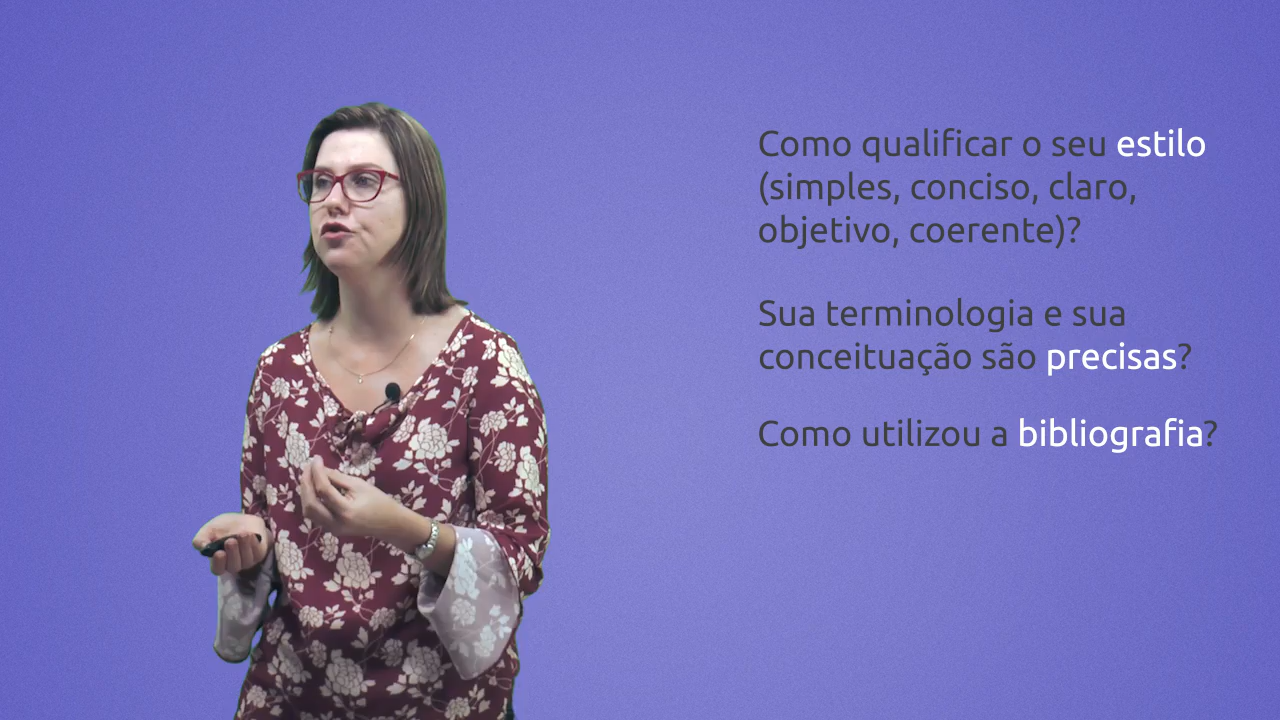 Como qualificar o seu estilo
(simples, conciso, claro,
objetivo, coerente)?
Sua terminologia e sua
conceituação são precisas?
Como utilizou a bibliografia?